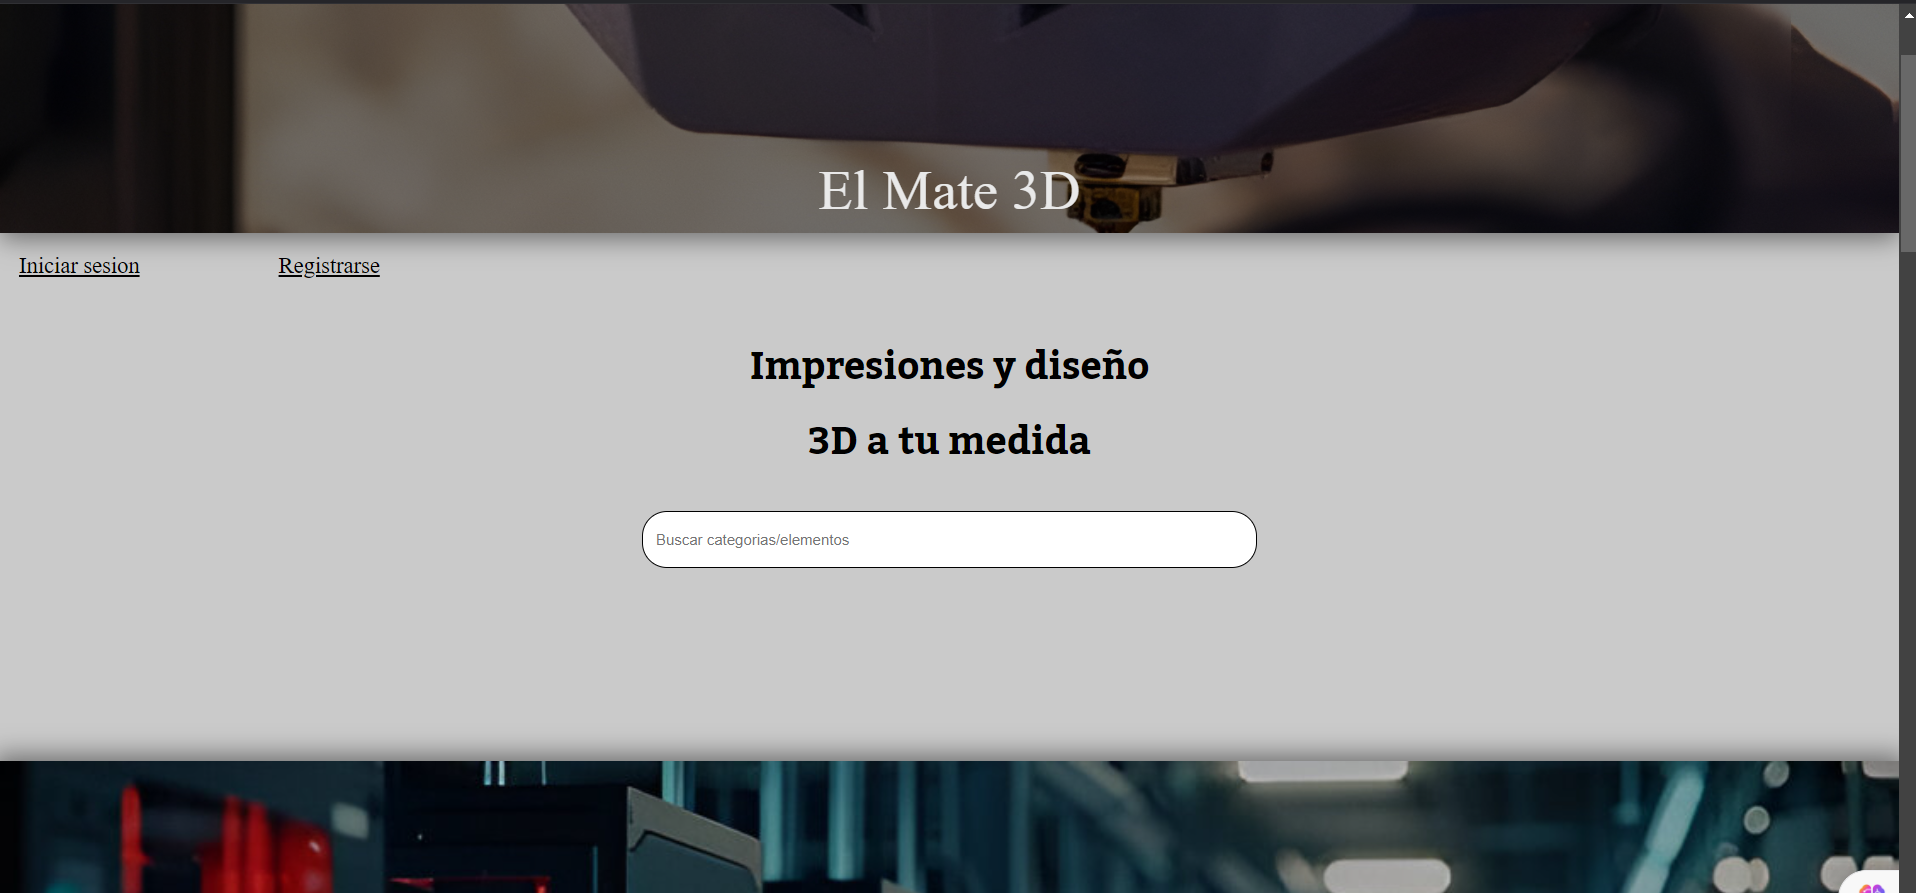 El Mate 3D
Iniciar sesion
Registrarse
Impresiones y diseño
3D a tu medida
Buscar categorias/elementos